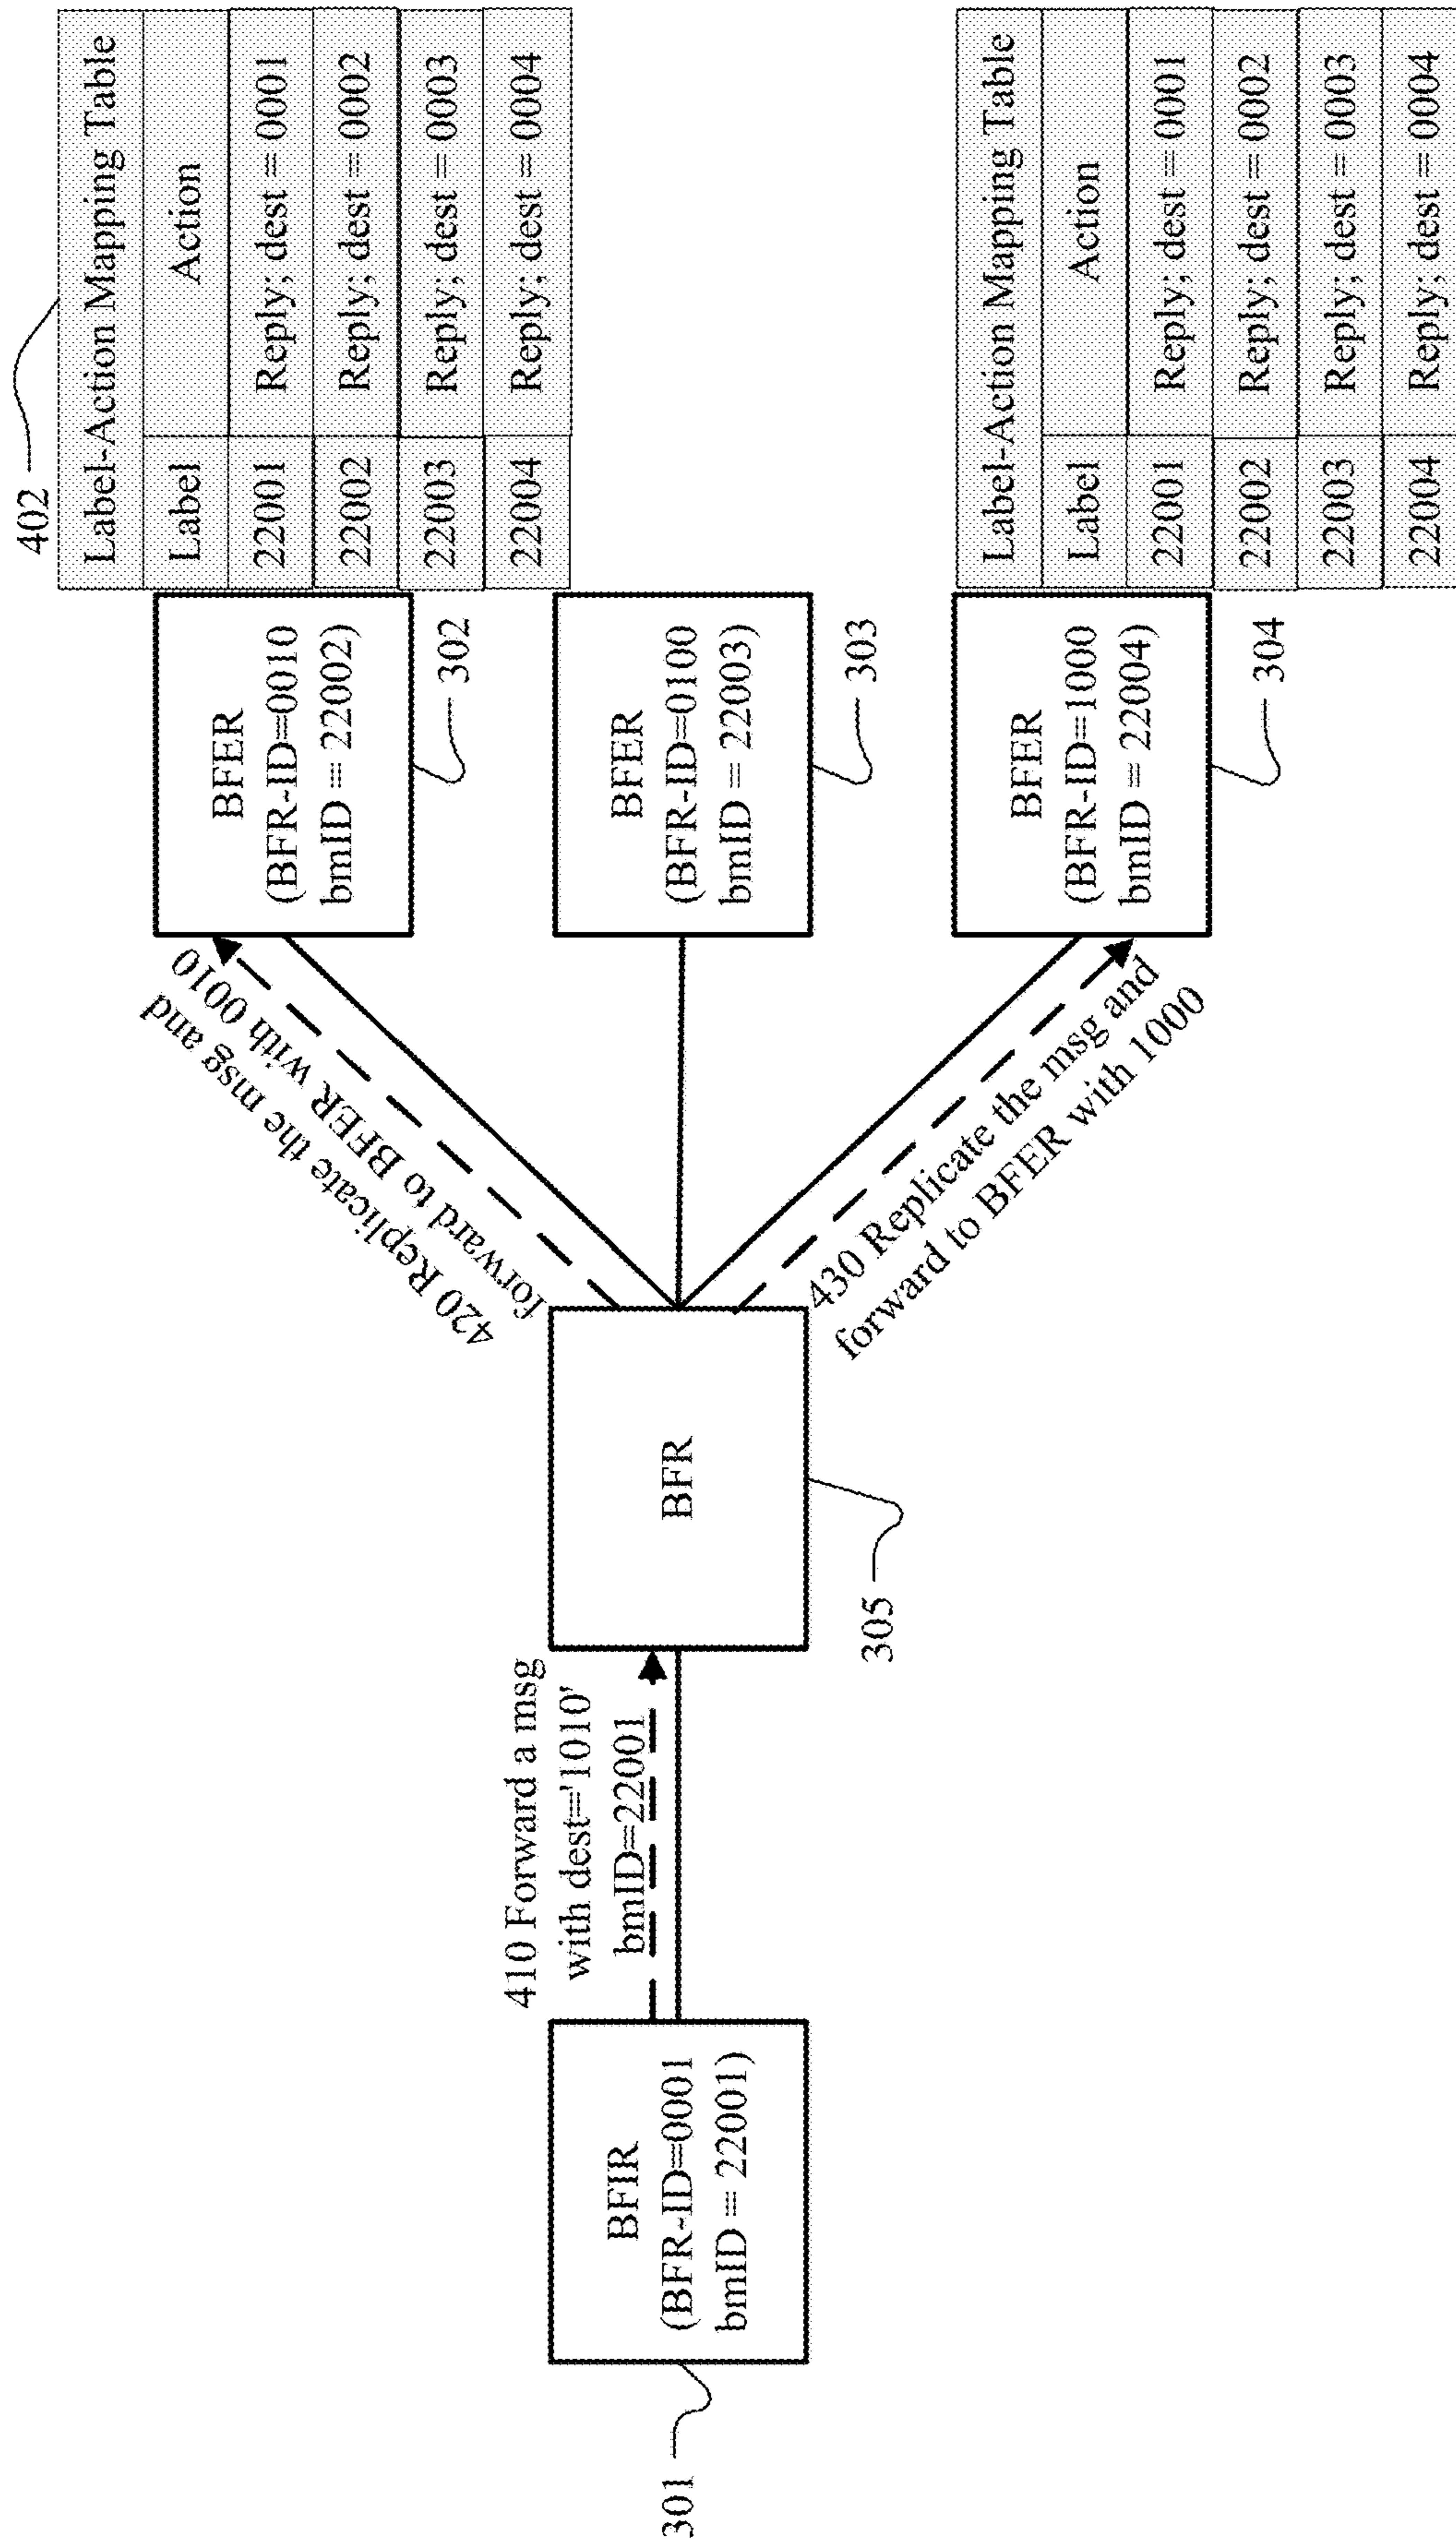 402
Label-Action Mapping Table
Label Action
22001 Reply; dest = 0001
22002 Reply; dest = 0002
22003 Reply; dest = 0003
22004 Reply; dest = 0004
BFER
(BFR-ID=0010
bmID = 22002)
302
420 Replicate the msg and
forward to BFER with 0010
410 Forward a msg
with dest='1010'
bmID=22001
BFIR
(BFR-ID=0001
bmID = 22001)
301
BFR
305
BFER
(BFR-ID=0100
bmID = 22003)
303
430 Replicate the msg and
forward to BFER with 1000
BFER
(BFR-ID=1000
bmID = 22004)
304
Label-Action Mapping Table
Label Action
22001 Reply; dest = 0001
22002 Reply; dest = 0002
22003 Reply; dest = 0003
22004 Reply; dest = 0004